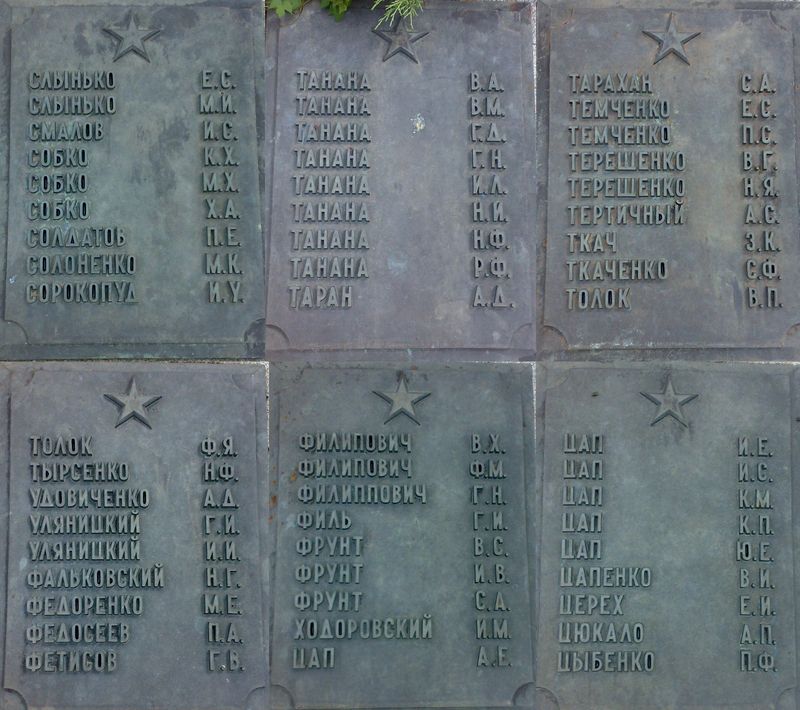 СЛЫНЬКО Е.С.
СЛЫНЬКО М.И.
СМАЛОВ И.С.
СОБКО К.Х.
СОБКО М.Х.
СОБКО Х.А.
СОЛДАТОВ П.Е.
СОЛОНЕНКО М.К.
СОРОКОПУД И.У.
ТАНАНА В.А.
ТАНАНА В.М.
ТАНАНА Г.Д.
ТАНАНА Г.Н.
ТАНАНА И.Л.
ТАНАНА Н.И.
ТАНАНА Н.Ф.
ТАНАНА Р.Ф.
ТАРАН А.Д.
ТАРАХАН С.А.
ТЕМЧЕНКО Е.С.
ТЕМЧЕНКО П.С.
ТЕРЕШЕНКО В.Г.
ТЕРЕШЕНКО Н.Я.
ТЕРТИЧНЫЙ А.С.
ТКАЧ З.К.
ТКАЧЕНКО С.Ф.
ТОЛОК В.П.
ТОЛОК Ф.Я.
ТЫРСЕНКО Н.Ф.
УДОВИЧЕНКО А.Д.
УЛЯНИЦКИЙ Г.И.
УЛЯНИЦКИЙ И.И.
ФАЛЬКОВСКИЙ Н.Г.
ФЕДОРЕНКО М.Е.
ФЕДОСЕЕВ П.А.
ФЕТИСОВ Г.В.
ФИЛИПОВИЧ В.Х.
ФИЛИПОВИЧ Ф.М.
ФИЛИППОВИЧ Г.Н.
ФИЛЬ Г.И.
ФРУНТ В.С.
ФРУНТ И.В.
ФРУНТ С.А.
ХОДОРОВСКИЙ И.М.
ЦАП А.Е.
ЦАП И.Е.
ЦАП И.С.
ЦАП К.М.
ЦАП К.П.
ЦАП Ю.Е.
ЦАПЕНКО В.И.
ЦЕРЕХ Е.И.
ЦЮКАЛО А.П.
ЦЫБЕНКО П.Ф.